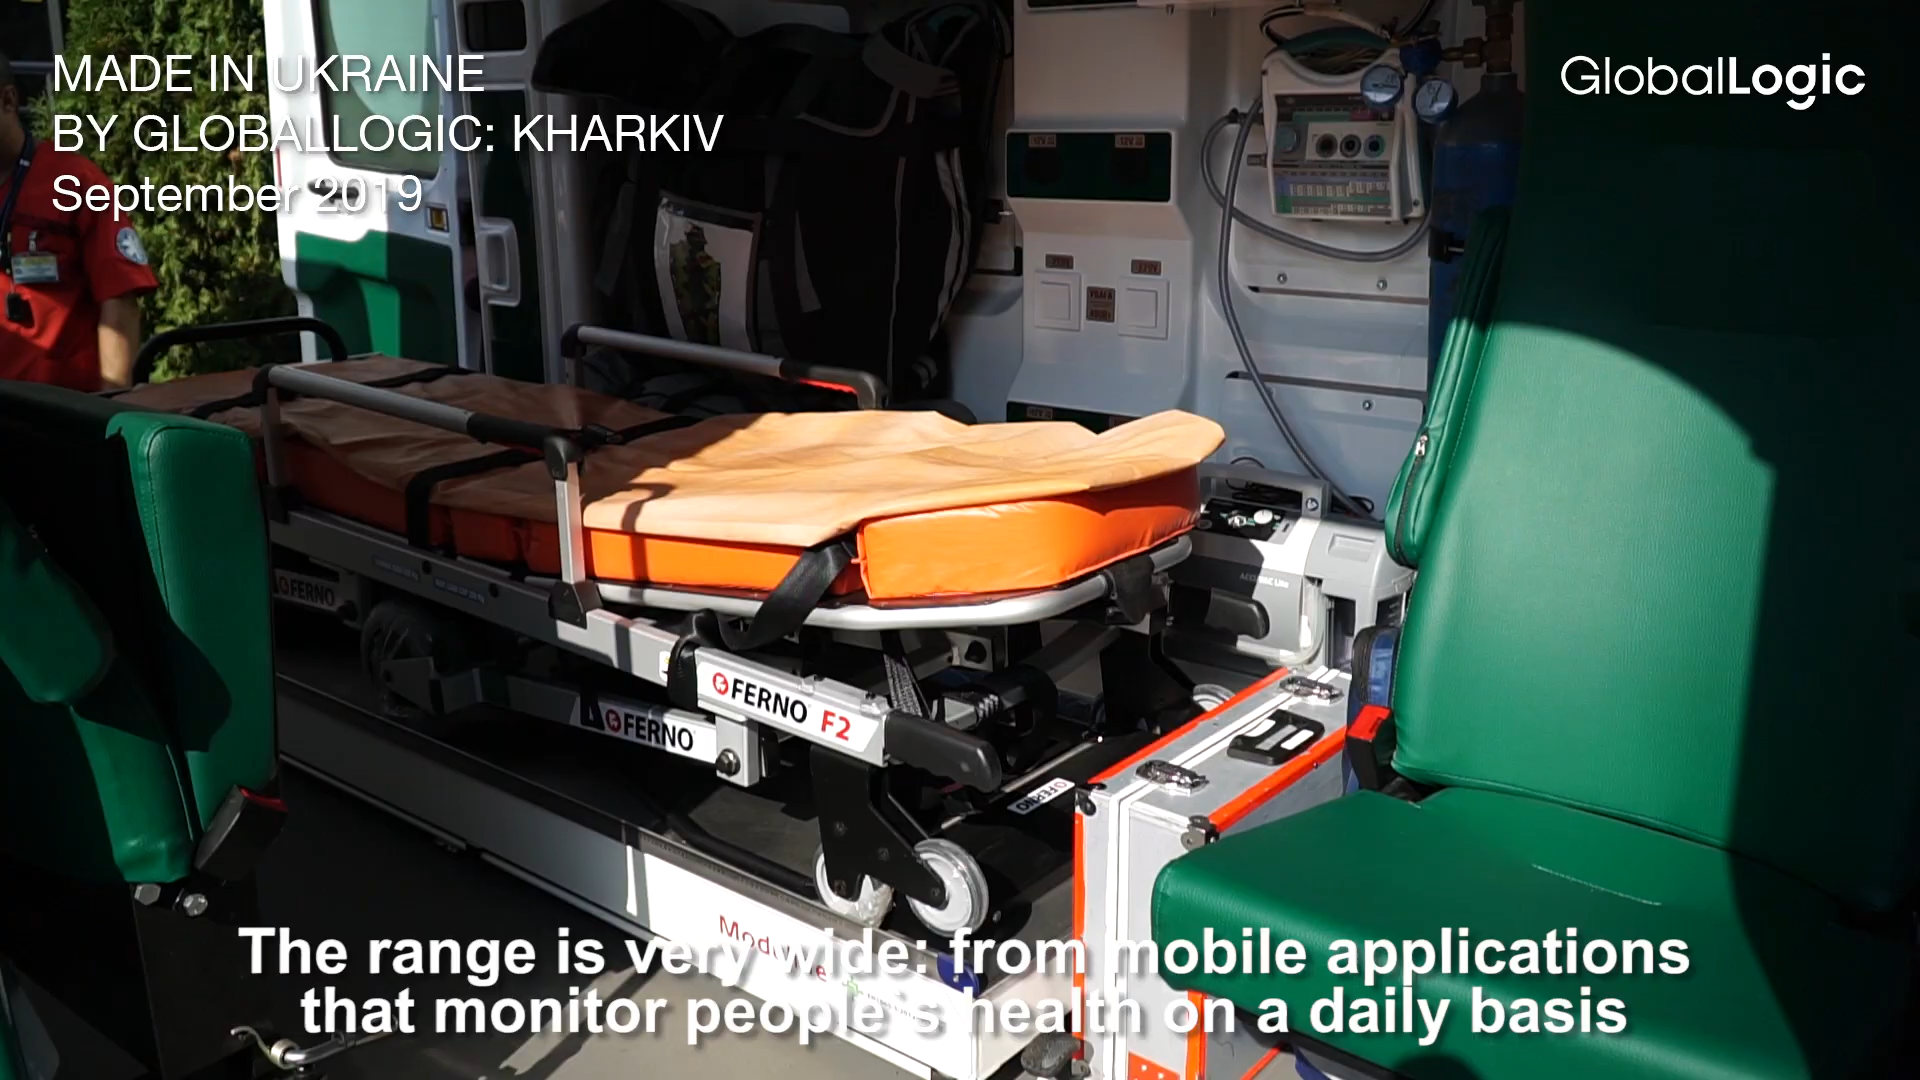 MADE IN UKRAINE
BY GLOBALLOGIC: KHARKIV
September 2019
GlobalLogic
FERNO
FERNO F2
FERNO
FERNO
The range is very wide: from mobile applications
that monitor people's health on a daily basis